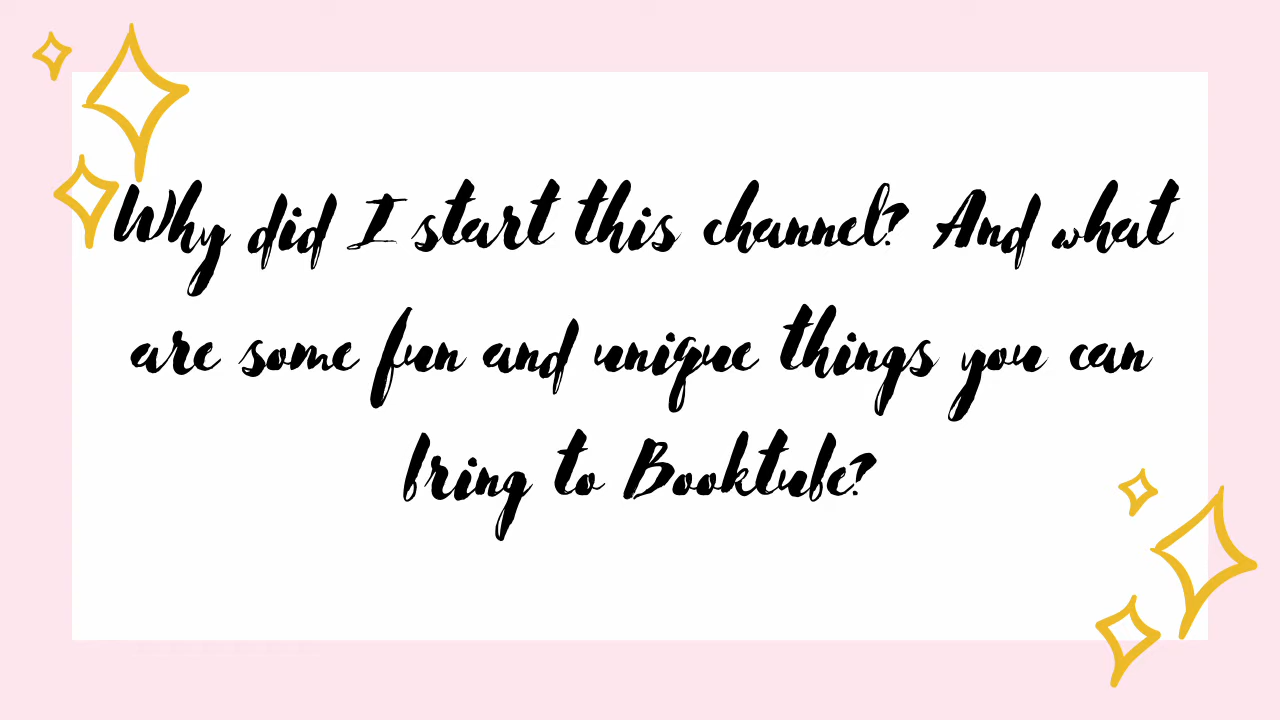 Why did I start this channel? And what
are some fun and unique things you can
bring to Booktube?